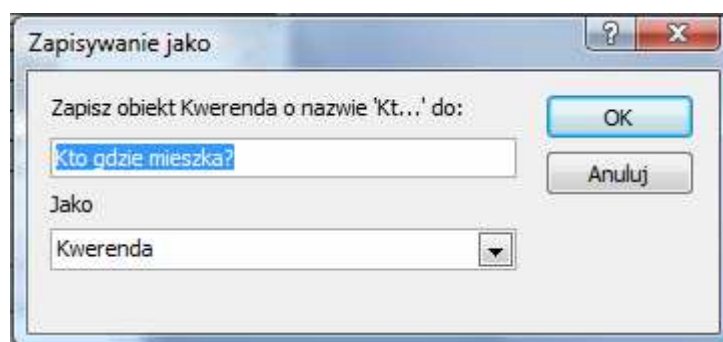 Zapisywanie jako
Zapisz obiekt Kwerenda o nazwie 'Kt...' do:
OK
Kto gdzie mieszka?
Anuluj
Jako
Kwerenda